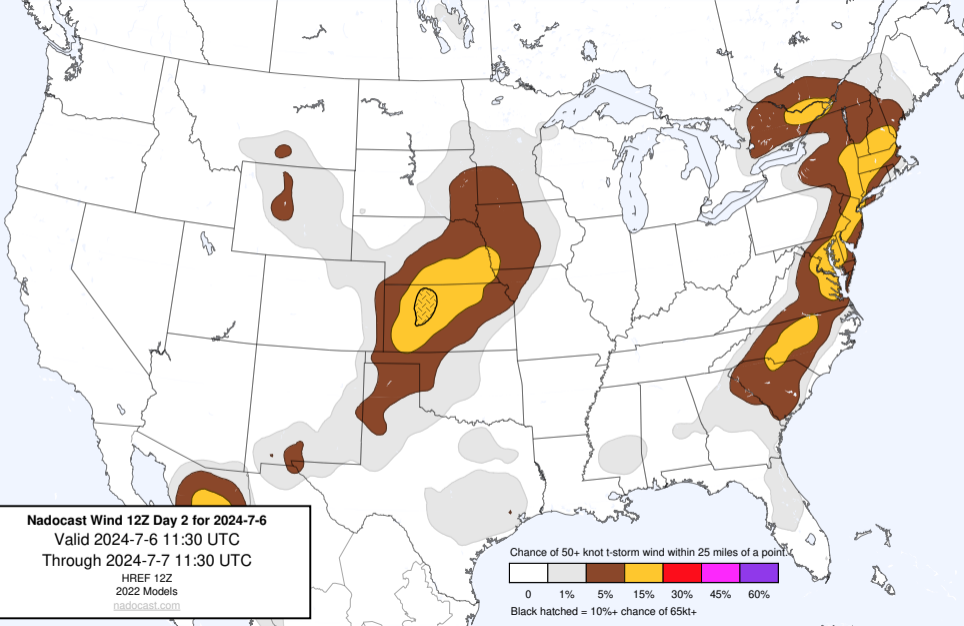 Nadocast Wind 12Z Day 2 for 2024-7-6
Valid 2024-7-6 11:30 UTC
Through 2024-7-7 11:30 UTC
HREF 12Z
2022 Models
nadocast.com
Chance of 50+ knot t-storm wind within 25 miles of a point.
0 1% 5% 15% 30% 45% 60%
Black hatched = 10%+ chance of 65kt+